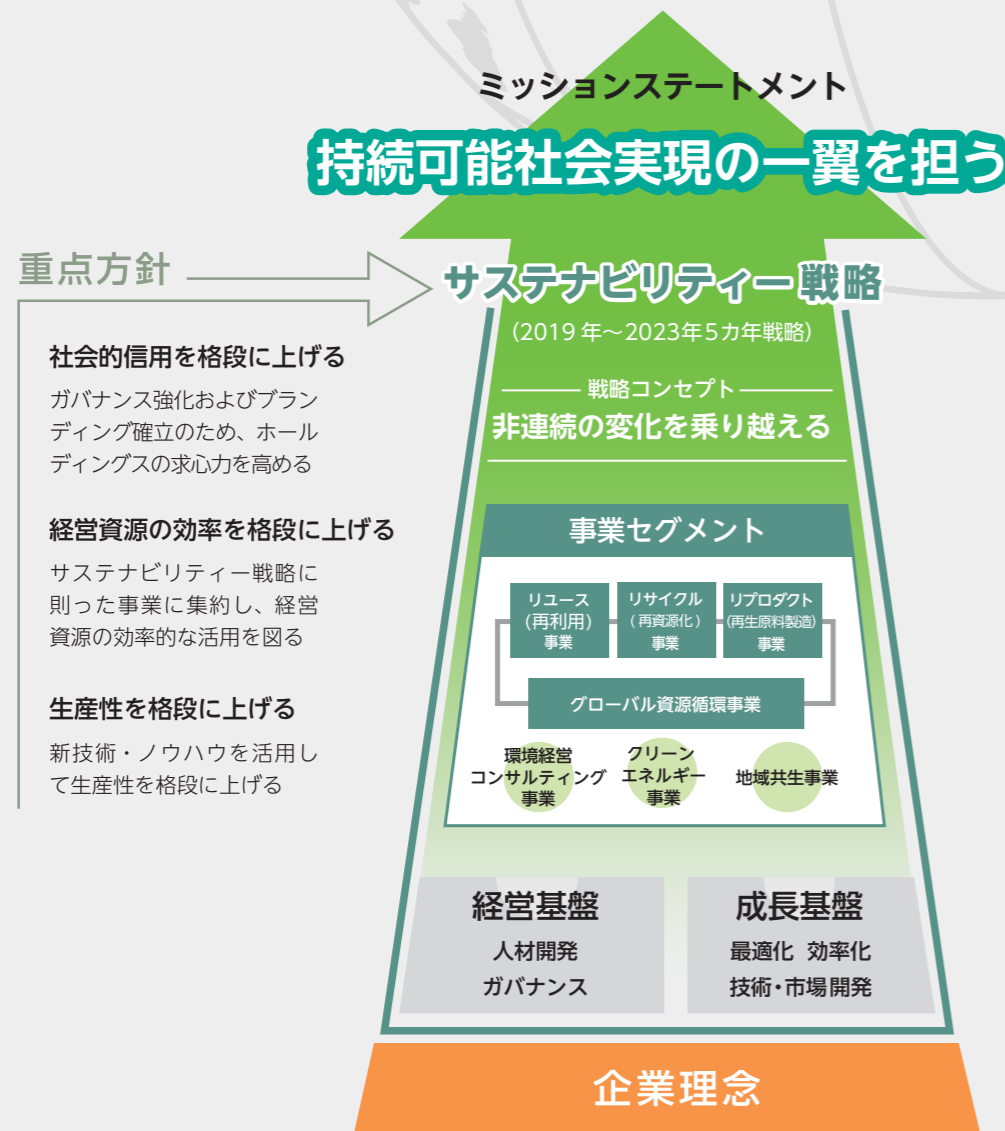 ミッションステートメント
持続可能社会実現の一翼を担う
重点方針
サステナビリティー戦略
（2019年～2023年5カ年戦略）
戦略コンセプト
非連続の変化を乗り越える
社会的信用を格段に上げる
ガバナンス強化およびブラン
ディング確立のため、ホール
ディングスの求心力を高める
経営資源の効率を格段に上げる
サステナビリティー戦略に
則った事業に集約し、経営
資源の効率的な活用を図る
生産性を格段に上げる
新技術・ノウハウを活用し
て生産性を格段に上げる
事業セグメント
リユース
(再利用)
事業
リサイクル
(再資源化)
事業
リプロダクト
(再生原料製造)
事業
グローバル資源循環事業
環境経営
コンサルティング
事業
クリーン
エネルギー
事業
地域共生事業
経営基盤
人材開発
ガバナンス
成長基盤
最適化 効率化
技術・市場開発
企業理念